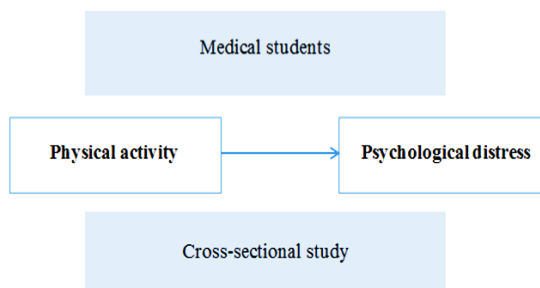 Medical students
Physical activity
Psychological distress
Cross-sectional study